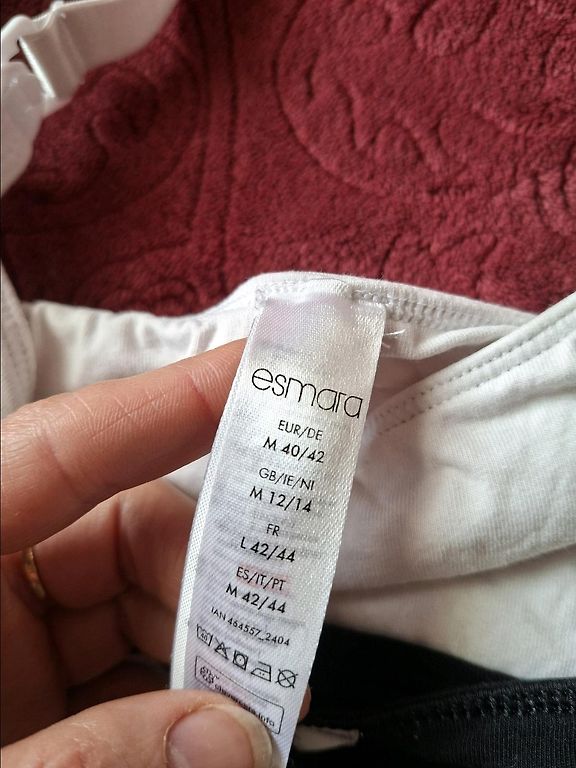 esmara
EUR/DE
M 40/42
GB/IE/NI
M 12/14
FR
L 42/44
ES/IT/PT
M 42/44
IAN 464557_2404